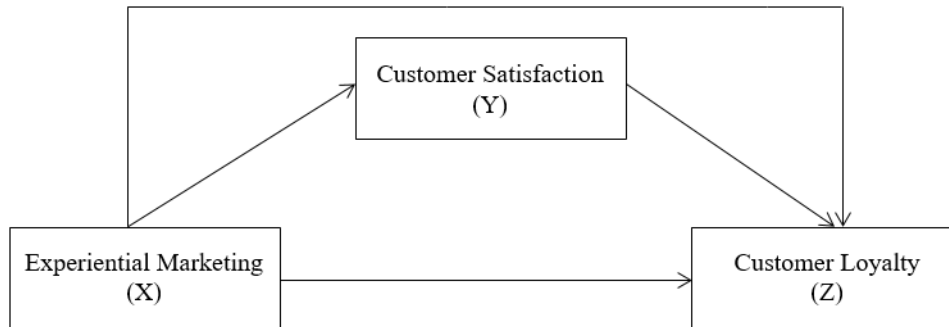 Customer Satisfaction
(Y)
Experiential Marketing
(X)
Customer Loyalty
(Z)